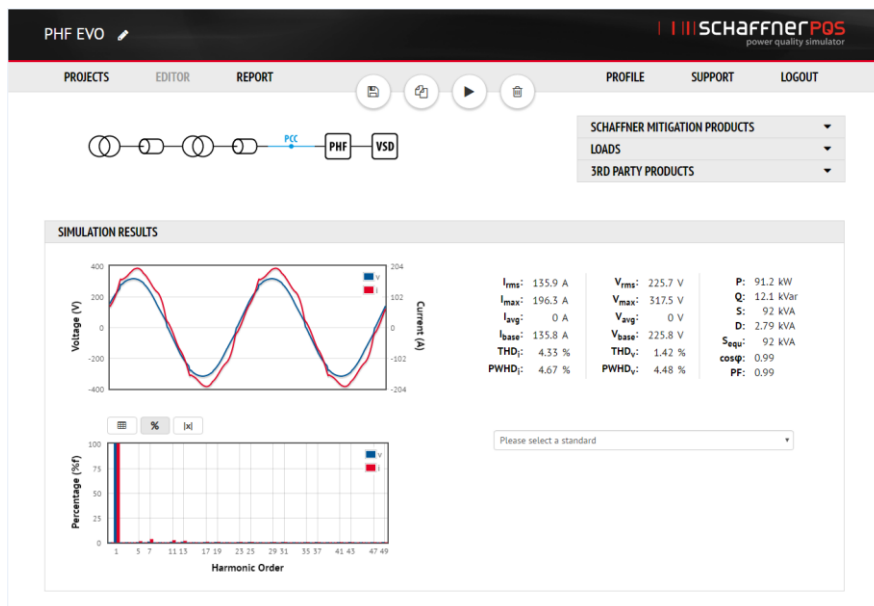 PHF EVO
SCHAFFNER PQS
power quality simulator
PROJECTS EDITOR REPORT PROFILE SUPPORT LOGOUT
PCC
PHF VSD
SCHAFFNER MITIGATION PRODUCTS
LOADS
3RD PARTY PRODUCTS
SIMULATION RESULTS
400 204
200 102
0 0
-200 -102
-400 -204
Voltage (V)
Current (A)
v
i
Irms: 135.9 A Vrms: 225.7 V P: 91.2 kW
Imax: 196.3 A Vmax: 317.5 V Q: 12.1 kVar
Iavg: 0 A Vavg: 0 V S: 92 kVA
Ibase: 135.8 A Vbase: 225.8 V D: 2.79 kVA
THDi: 4.33 % THDv: 1.42 % Sequ: 92 kVA
PWHDi: 4.67 % PWHDv: 4.48 % cosφ: 0.99
PF: 0.99
% |x|
Please select a standard
100
75
50
25
0
Percentage (%f)
v
i
1 5 7 11 13 17 19 23 25 29 31 35 37 41 43 47 49
Harmonic Order